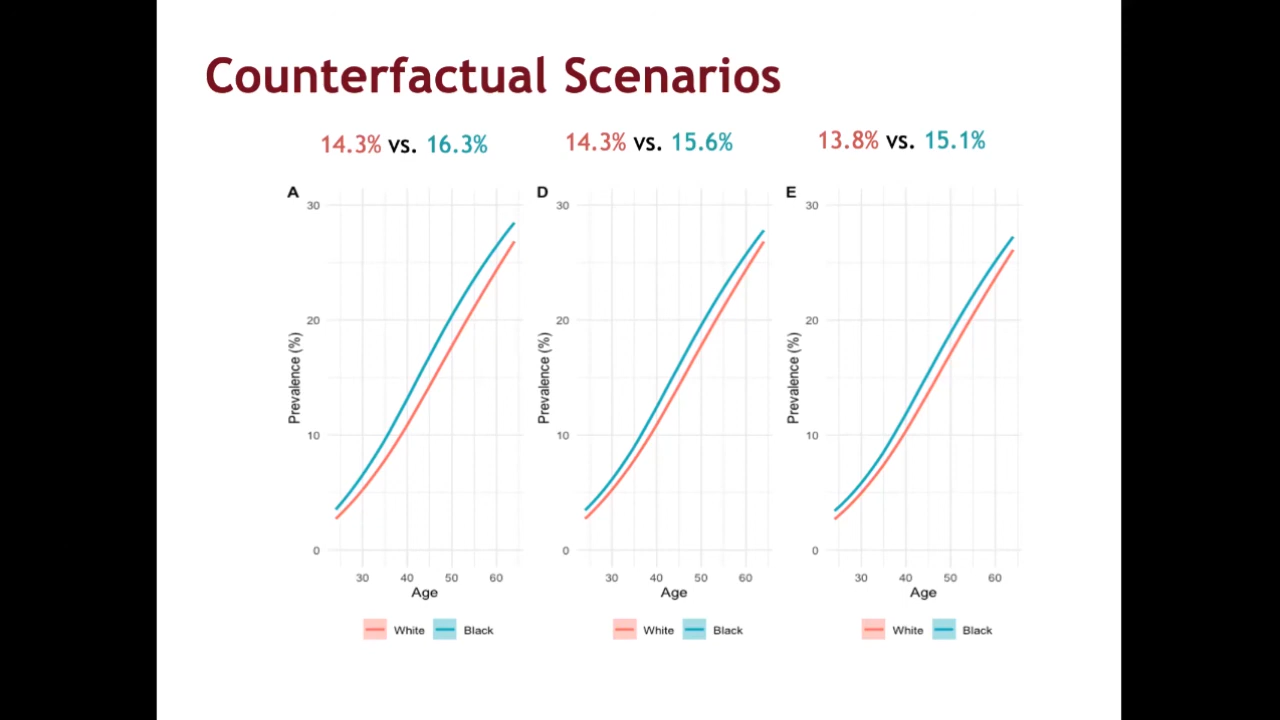 Counterfactual Scenarios
14.3% vs. 16.3%
14.3% vs. 15.6%
13.8% vs. 15.1%
A
30
20
10
0
Prevalence (%)
30 40 50 60
Age
White Black
D
30
20
10
0
Prevalence (%)
30 40 50 60
Age
White Black
E
30
20
10
0
Prevalence (%)
30 40 50 60
Age
White Black